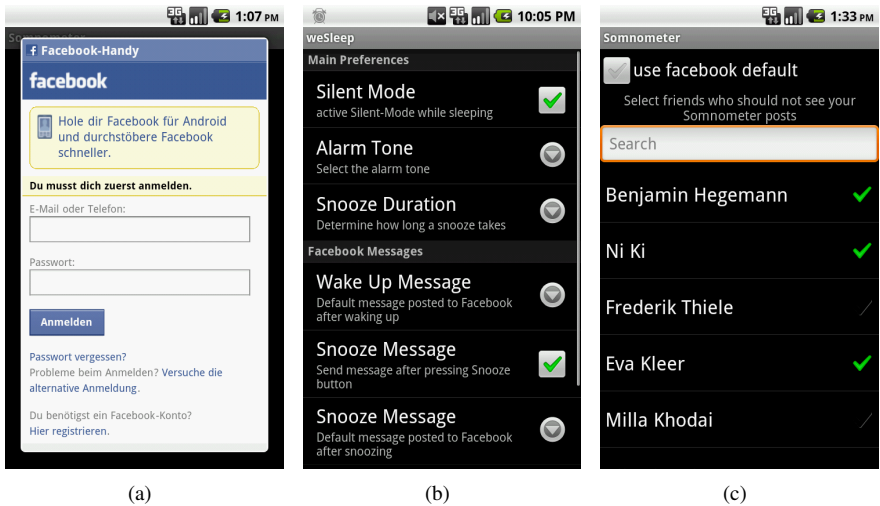 3G 1:07 PM
Somnometer
f Facebook-Handy
facebook
Hole dir Facebook für Android
und durchstöbere Facebook
schneller.
Du musst dich zuerst anmelden.
E-Mail oder Telefon:
Passwort:
Anmelden
Passwort vergessen?
Probleme beim Anmelden? Versuche die
alternative Anmeldung.
Du benötigst ein Facebook-Konto?
Hier registrieren.
(a)
3G 10:05 PM
weSleep
Main Preferences
Silent Mode
active Silent-Mode while sleeping
Alarm Tone
Select the alarm tone
Snooze Duration
Determine how long a snooze takes
Facebook Messages
Wake Up Message
Default message posted to Facebook
after waking up
Snooze Message
Send message after pressing Snooze
button
Snooze Message
Default message posted to Facebook
after snoozing
(b)
3G 1:33 PM
Somnometer
use facebook default
Select friends who should not see your
Somnometer posts
Search
Benjamin Hegemann
Ni Ki
Frederik Thiele
Eva Kleer
Milla Khodai
(c)